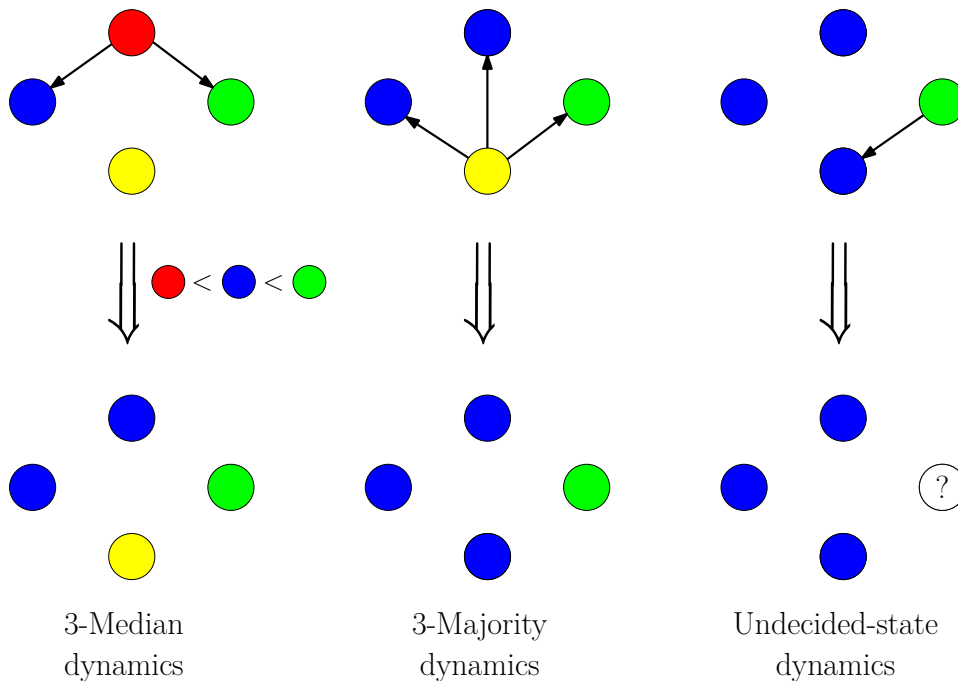 < <
?
3-Median
dynamics
3-Majority
dynamics
Undecided-state
dynamics